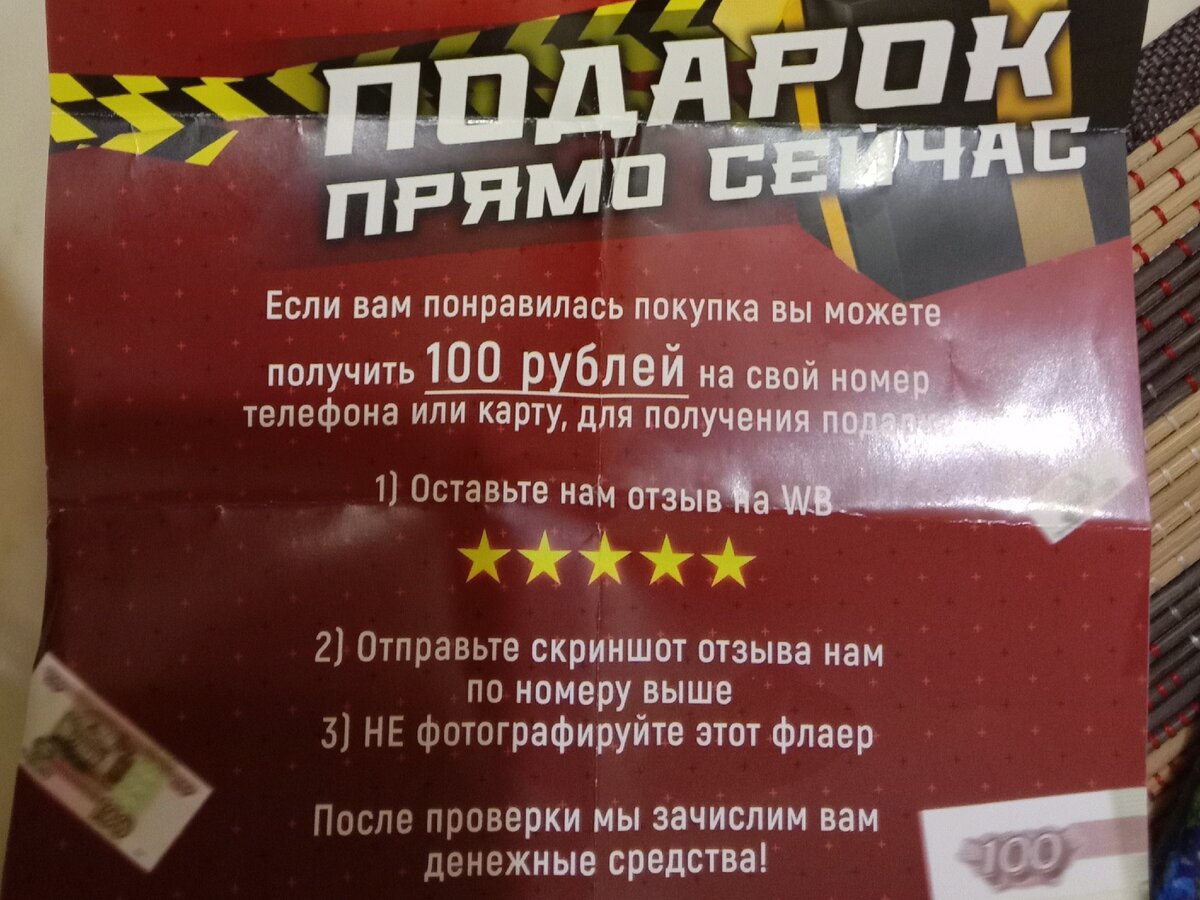 ПОДАРОК
ПРЯМО СЕЙЧАС
Если вам понравилась покупка вы можете
получить 100 рублей на свой номер
телефона или карту, для получения
1) Оставьте нам отзыв на WB
2) Отправьте скриншот отзыва нам
по номеру выше
3) НЕ фотографируйте этот флаер
После проверки мы зачислим вам
денежные средства!
100